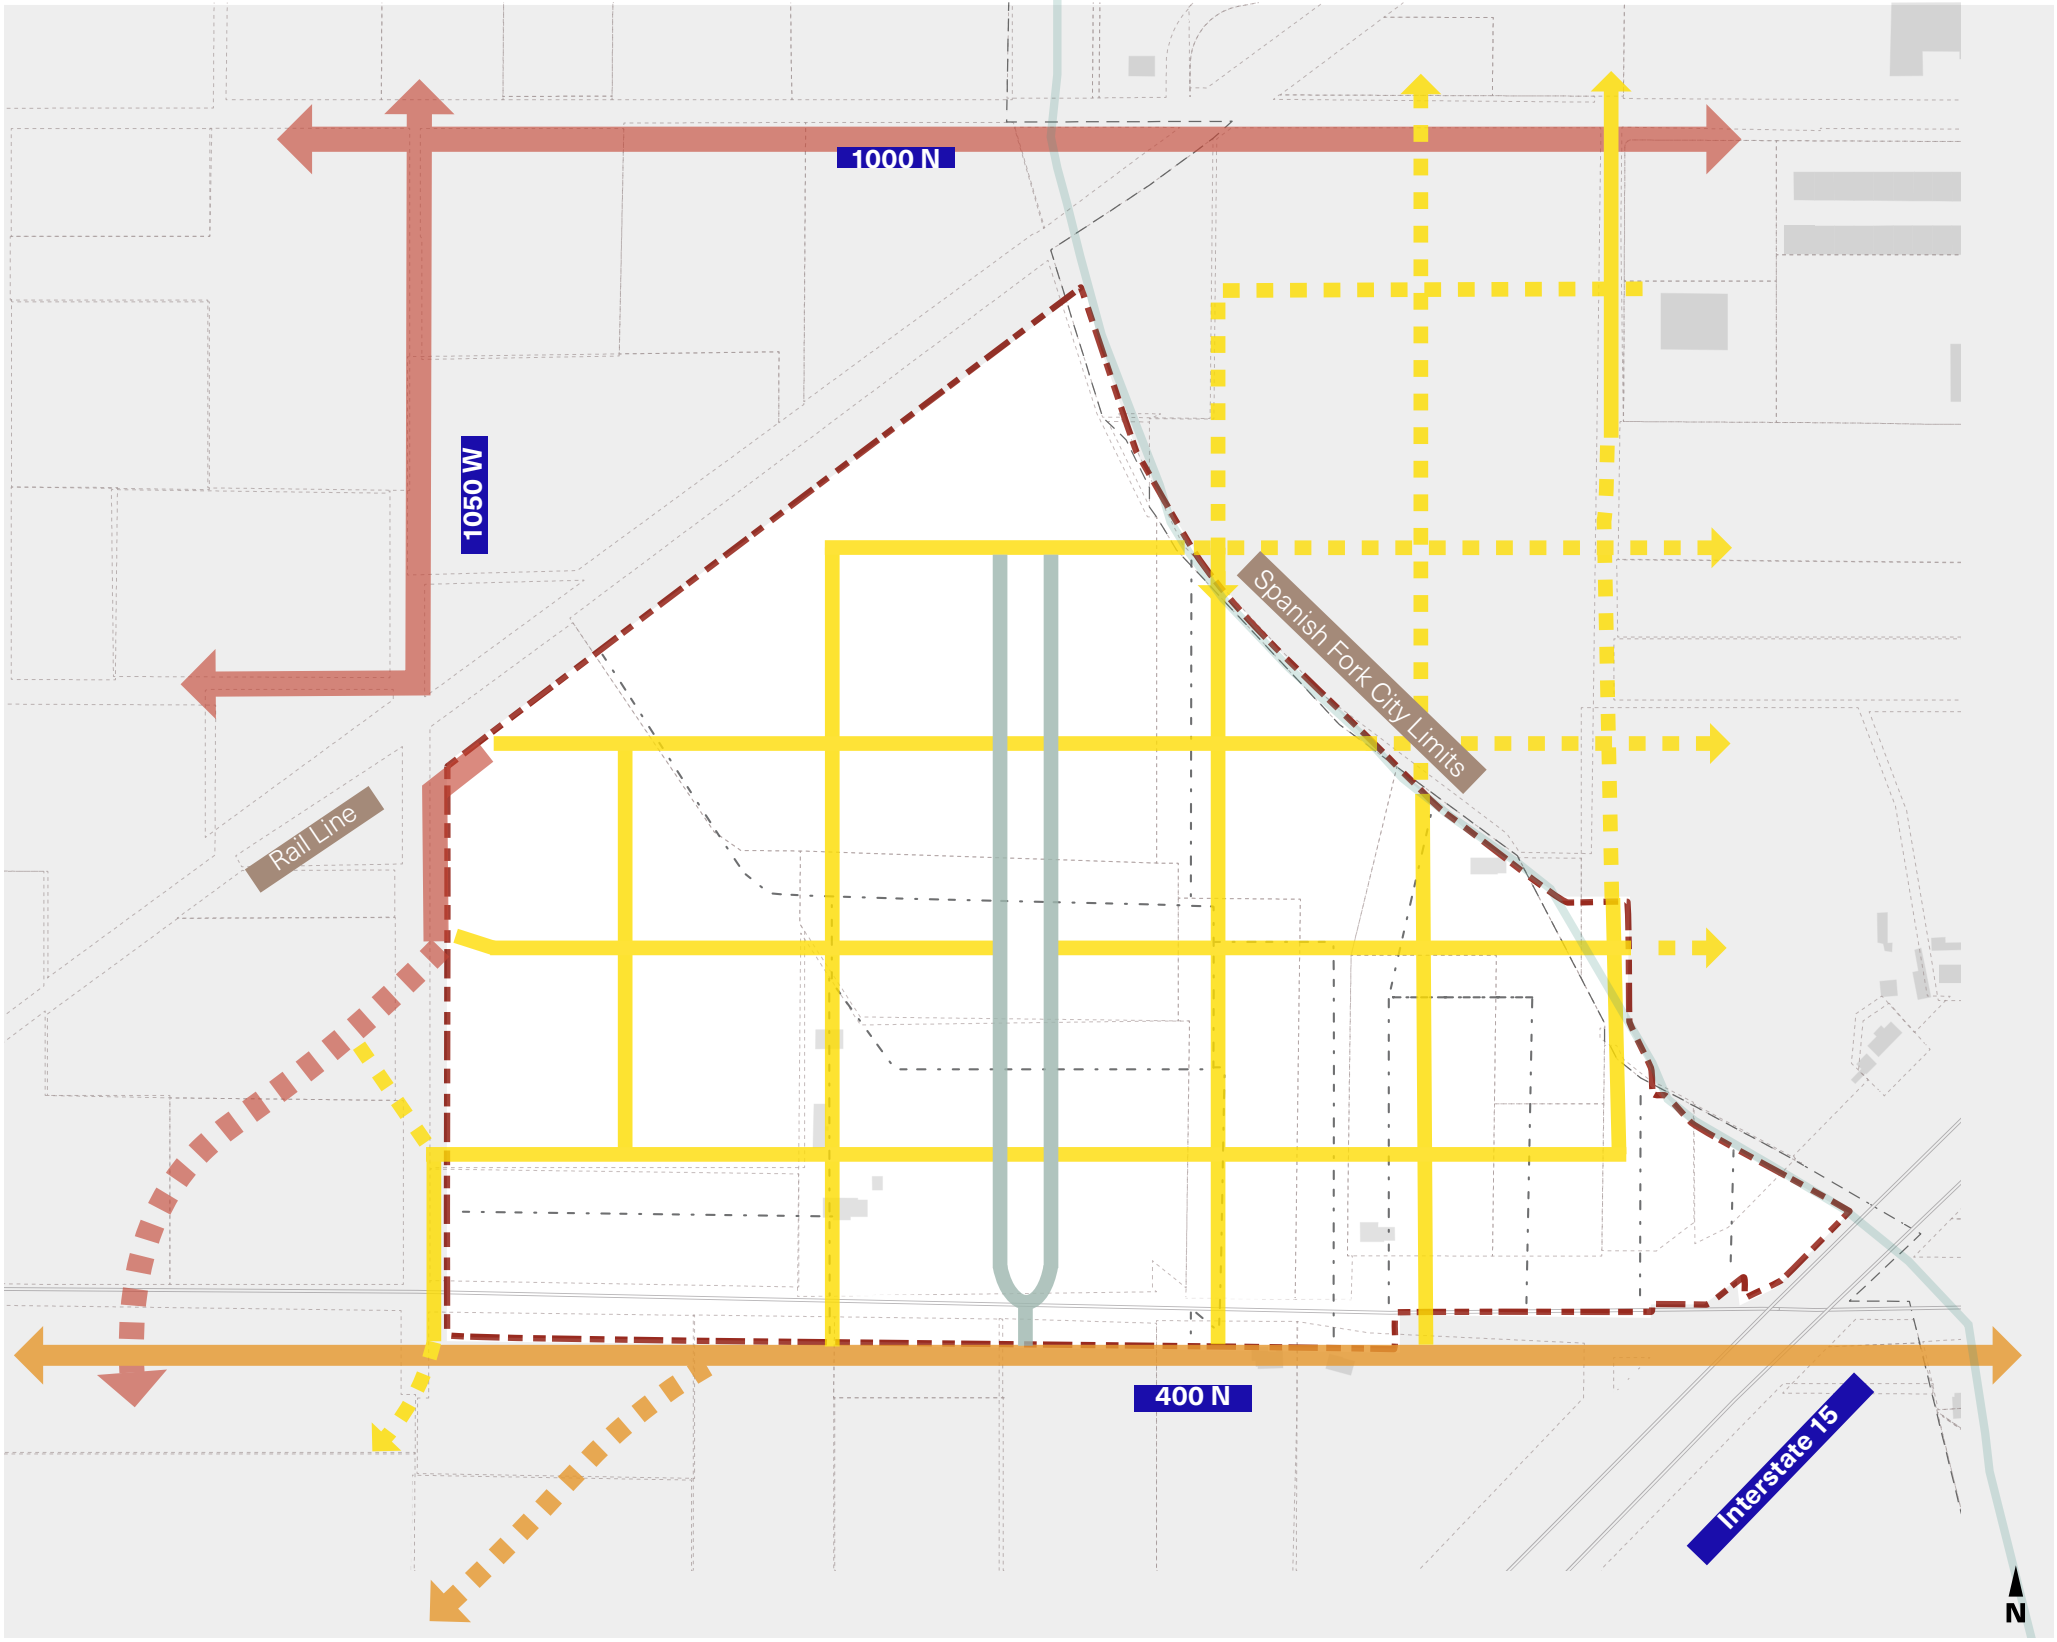 1000 N
1050 W
Spanish Fork City Limits
Rail Line
400 N
Interstate 15
N